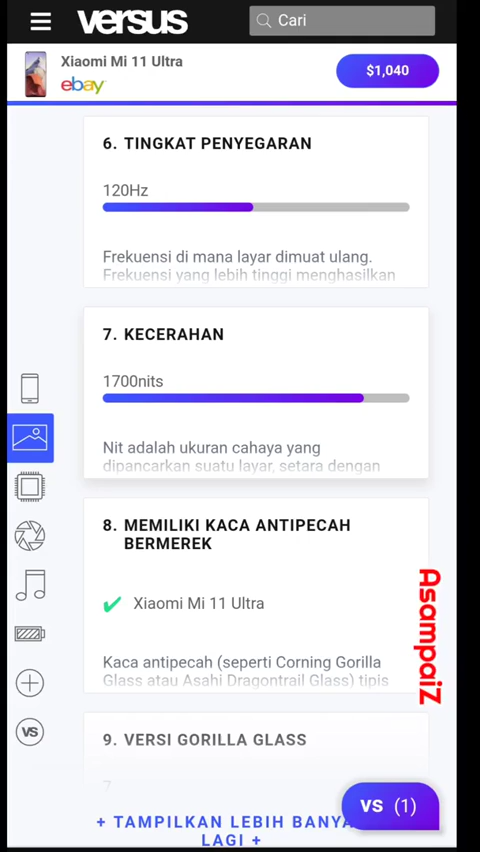 versus
Cari
Xiaomi Mi 11 Ultra
ebay
$1,040
6. TINGKAT PENYEGARAN
120Hz
Frekuensi di mana layar dimuat ulang.
Frekuensi yang lebih tinggi menghasilkan
7. KECERAHAN
1700nits
Nit adalah ukuran cahaya yang
dipancarkan suatu layar, setara dengan
8. MEMILIKI KACA ANTIPECAH
BERMEREK
Xiaomi Mi 11 Ultra
Kaca antipecah (seperti Corning Gorilla
Glass atau Asahi Dragontrail Glass) tipis
AsampaiZ
9. VERSI GORILLA GLASS
7
VS
VS (1)
+ TAMPILKAN LEBIH BANYA
LAGI +